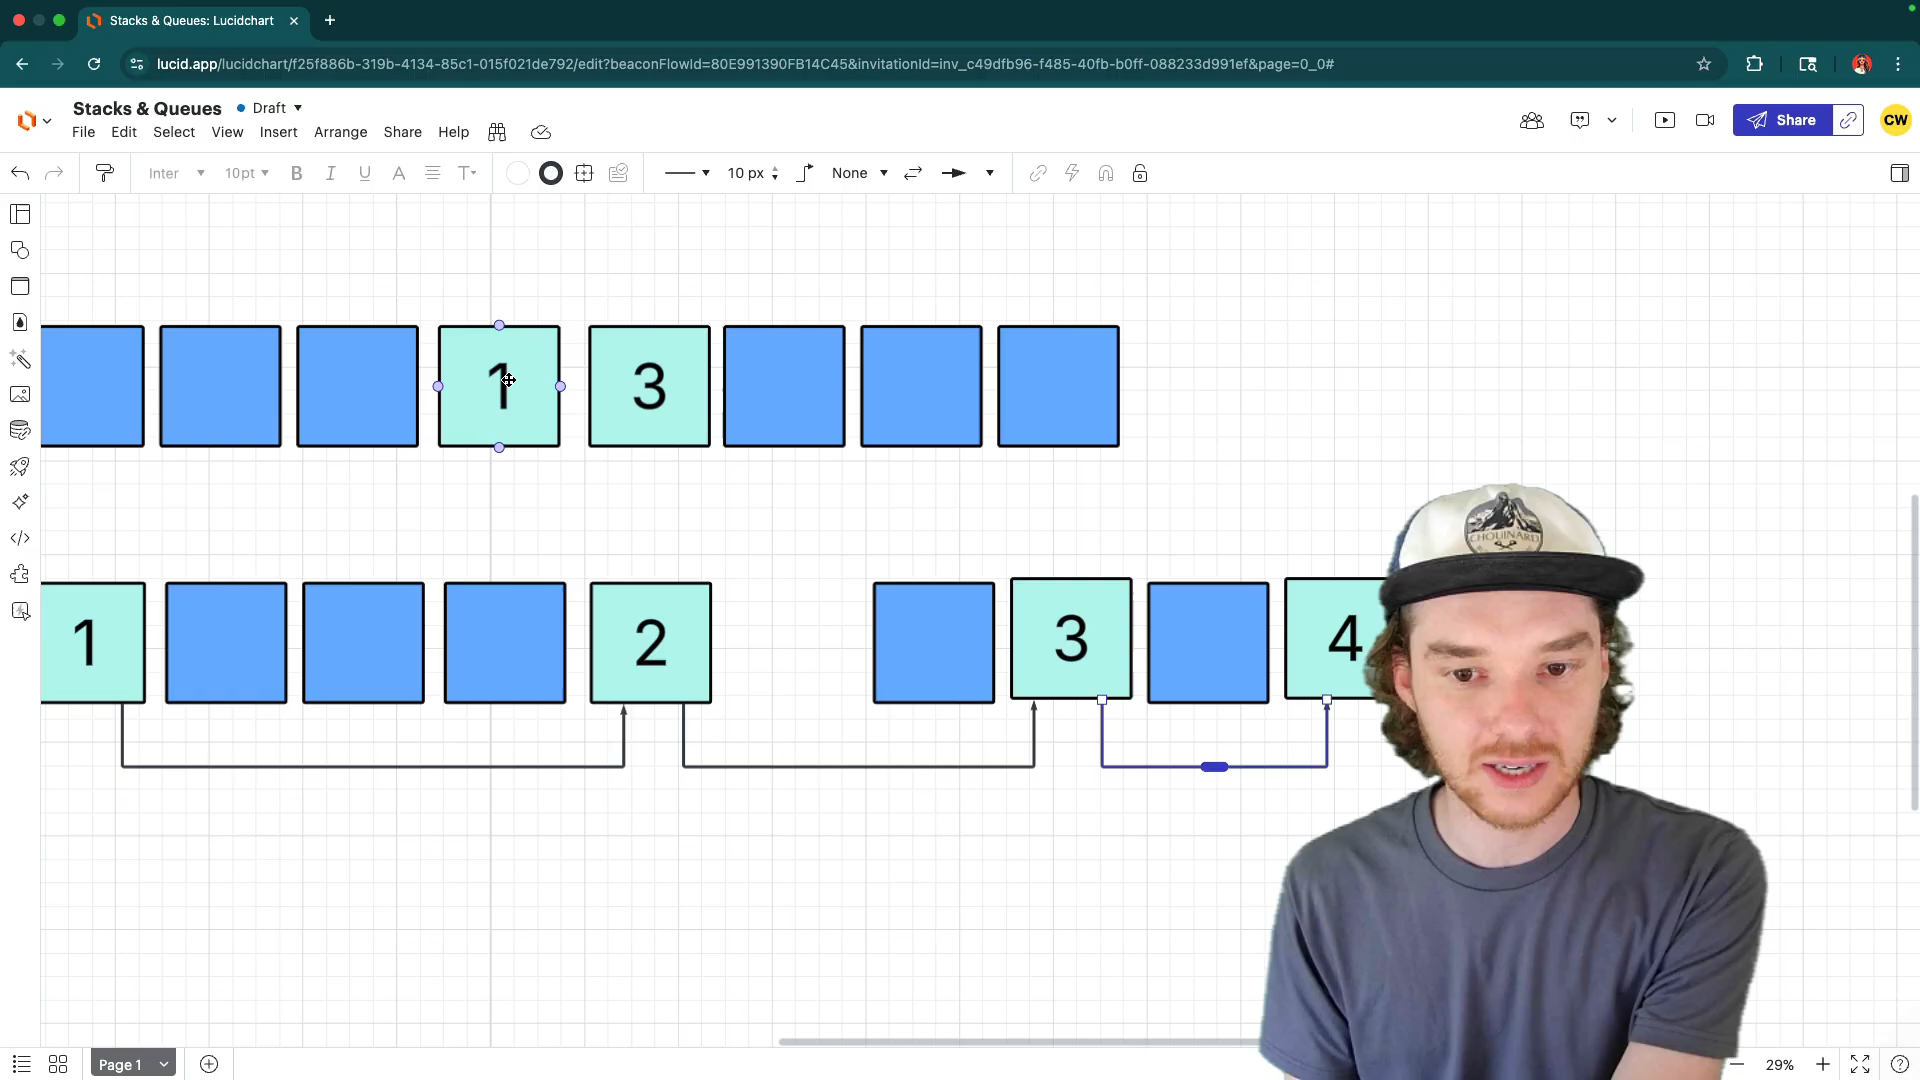 Stacks & Queues: Lucidchart
lucid.app/lucidchart/f25f886b-319b-4134-85c1-015f021de792/edit?beaconFlowId=80E991390FB14C45&invitationId=inv_c49dfb96-f485-40fb-b0ff-088233d991ef&page=0_0#
Stacks & Queues Draft
File Edit Select View Insert Arrange Share Help
Share
CW
Inter 10pt B I U A T 10 px None
1 3
1 2 3 4
CHOUINARD
Page 1
29%